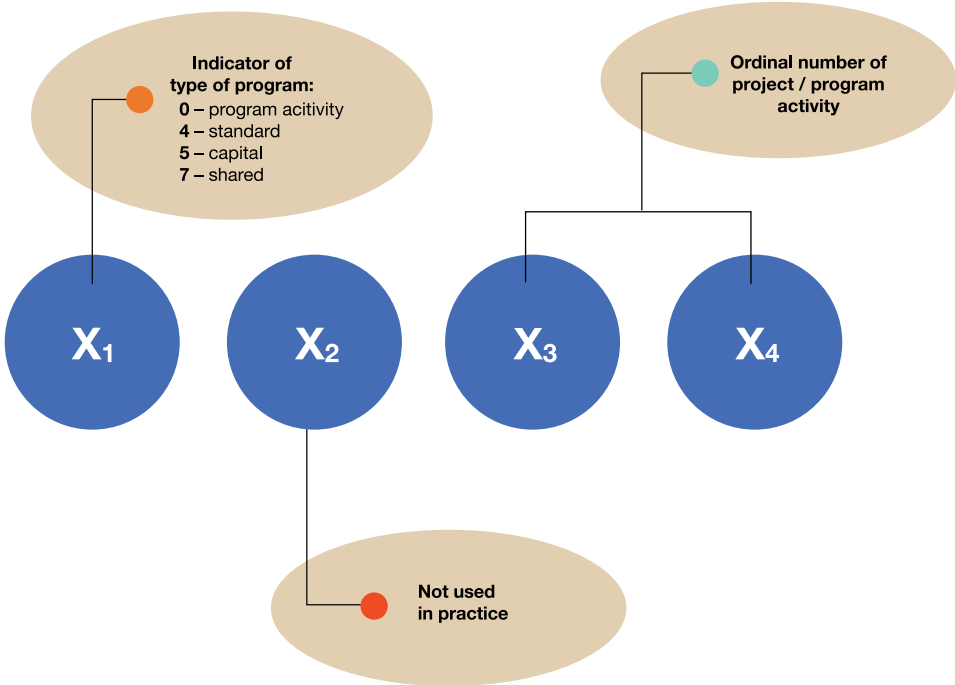 Indicator of
type of program:
0 – program acitivity
4 – standard
5 – capital
7 – shared
Ordinal number of
project / program
activity
X1
X2
X3
X4
Not used
in practice